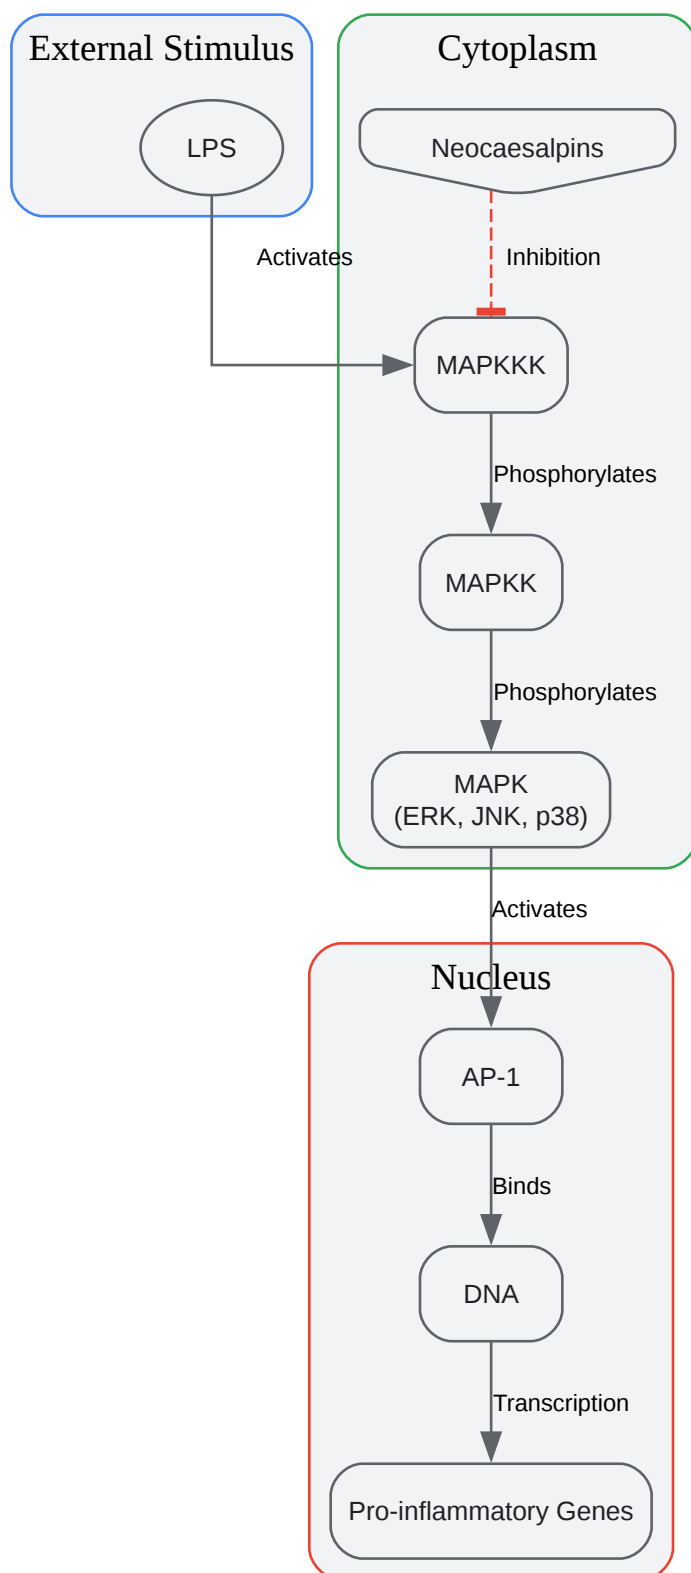 External Stimulus
Cytoplasm
LPS
Neocaesalpins
Activates
Inhibition
MAPKKK
Phosphorylates
MAPKK
Phosphorylates
MAPK
(ERK, JNK, p38)
Activates
Nucleus
AP-1
Binds
DNA
Transcription
Pro-inflammatory Genes